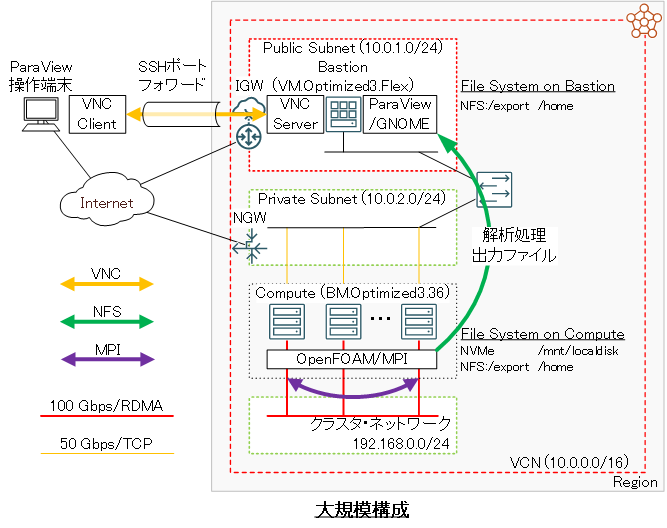 ParaView
操作端末
VNC
Client
SSHポート
フォワード
Public Subnet (10.0.1.0/24)
Bastion
IGW (VM.Optimized3.Flex)
VNC
Server
ParaView
/GNOME
File System on Bastion
NFS:/export /home
Internet
Private Subnet (10.0.2.0/24)
NGW
解析処理
出力ファイル
VNC
NFS
MPI
100 Gbps/RDMA
50 Gbps/TCP
Compute (BM.Optimized3.36)
...
OpenFOAM/MPI
File System on Compute
NVMe /mnt/localdisk
NFS:/export /home
クラスタ・ネットワーク
192.168.0.0/24
VCN (10.0.0.0/16)
Region
大規模構成